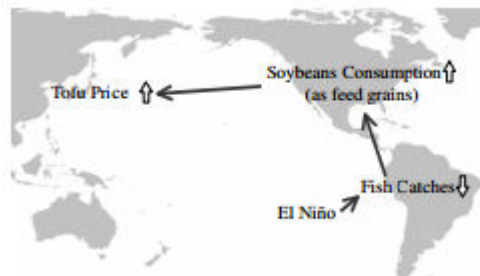 Soybeans Consumption
Tofu Price
(as feed grains)
Fish Catches
El Niño